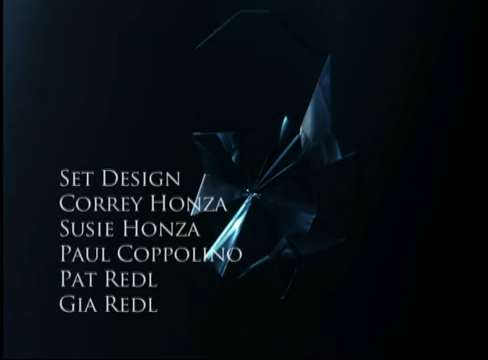 Set Design
Correy Honza
Susie Honza
Paul Coppolino
Pat Redl
Gia Redl